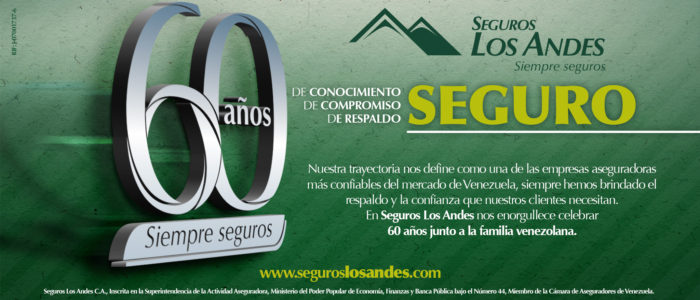 RIF: J-07001737-6
60
años
Siempre seguros
SEGUROS
LOS ANDES
Siempre seguros
DE CONOCIMIENTO
DE COMPROMISO
DE RESPALDO
SEGURO
Nuestra trayectoria nos define como una de las empresas aseguradoras
más confiables del mercado de Venezuela, siempre hemos brindado el
respaldo y la confianza que nuestros clientes necesitan.
En Seguros Los Andes nos enorgullece celebrar
60 años junto a la familia venezolana.
www.seguroslosandes.com
Seguros Los Andes C.A., Inscrita en la Superintendencia de la Actividad Aseguradora, Ministerio del Poder Popular de Economía, Finanzas y Banca Pública bajo el Número 44, Miembro de la Cámara de Aseguradores de Venezuela.